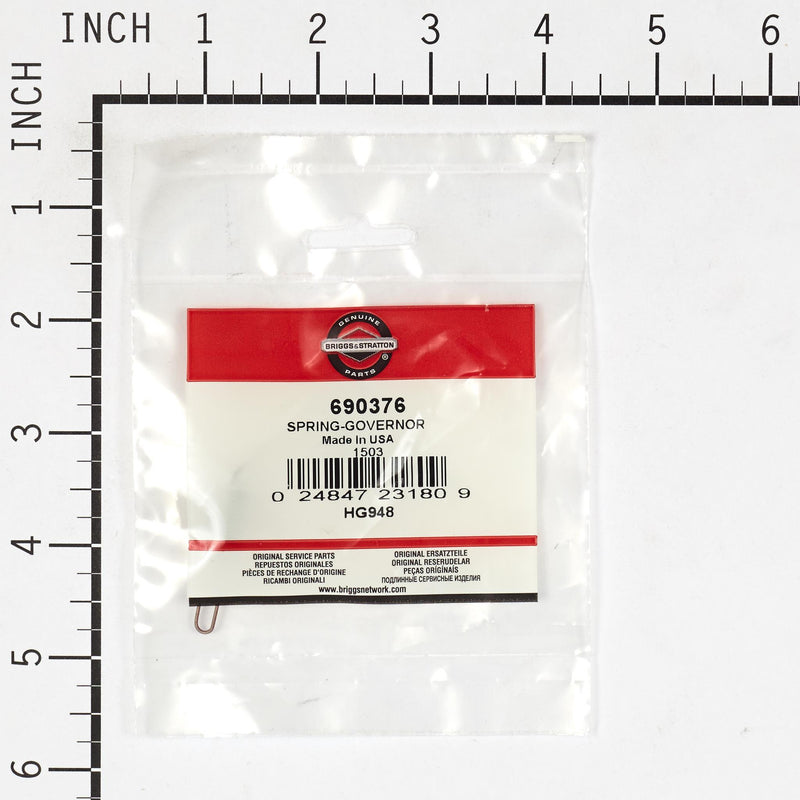 INCH 1 2 3 4 5 6
INCH 1 2 3 4 5 6
GENUINE
BRIGGS&STRATTON
PARTS ®
690376
SPRING-GOVERNOR
Made In USA
1503
0 24847 23180 9
HG948
ORIGINAL SERVICE PARTS
REPUESTOS ORIGINALES
PIÈCES DE RECHANGE D'ORIGINE
RICAMBI ORIGINALI
ORIGINAL ERSATZTEILE
ORIGINAL RESERUDELAR
PEÇAS ORIGÍNAIS
ПОДЛИННЫЕ СЕРВИСНЫЕ ИЗДЕЛИЯ
www.briggsnetwork.com